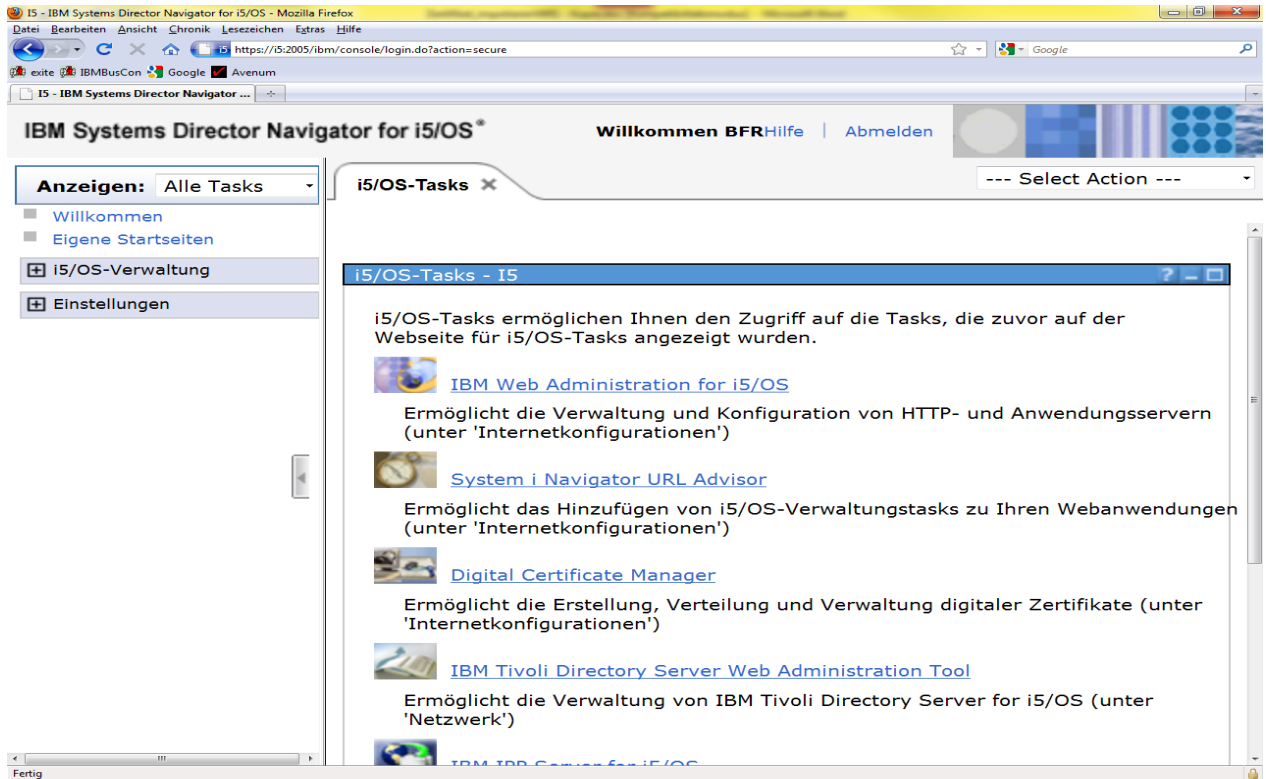 I5 - IBM Systems Director Navigator for i5/OS - Mozilla Firefox
Datei Bearbeiten Ansicht Chronik Lesezeichen Extras Hilfe
i5 https://i5:2005/ibm/console/login.do?action=secure
Google
exite IBMBusCon Google Avenum
I5 - IBM Systems Director Navigator ...
IBM Systems Director Navigator for i5/OS®
Willkommen BFRHilfe | Abmelden
Anzeigen: Alle Tasks
i5/OS-Tasks
--- Select Action ---
Willkommen
Eigene Startseiten
i5/OS-Verwaltung
Einstellungen
i5/OS-Tasks - I5
i5/OS-Tasks ermöglichen Ihnen den Zugriff auf die Tasks, die zuvor auf der
Webseite für i5/OS-Tasks angezeigt wurden.
IBM Web Administration for i5/OS
Ermöglicht die Verwaltung und Konfiguration von HTTP- und Anwendungsservern
(unter 'Internetkonfigurationen')
System i Navigator URL Advisor
Ermöglicht das Hinzufügen von i5/OS-Verwaltungstasks zu Ihren Webanwendungen
(unter 'Internetkonfigurationen')
Digital Certificate Manager
Ermöglicht die Erstellung, Verteilung und Verwaltung digitaler Zertifikate (unter
'Internetkonfigurationen')
IBM Tivoli Directory Server Web Administration Tool
Ermöglicht die Verwaltung von IBM Tivoli Directory Server for i5/OS (unter
'Netzwerk')
IBM IPP Server for i5/OS
Fertig